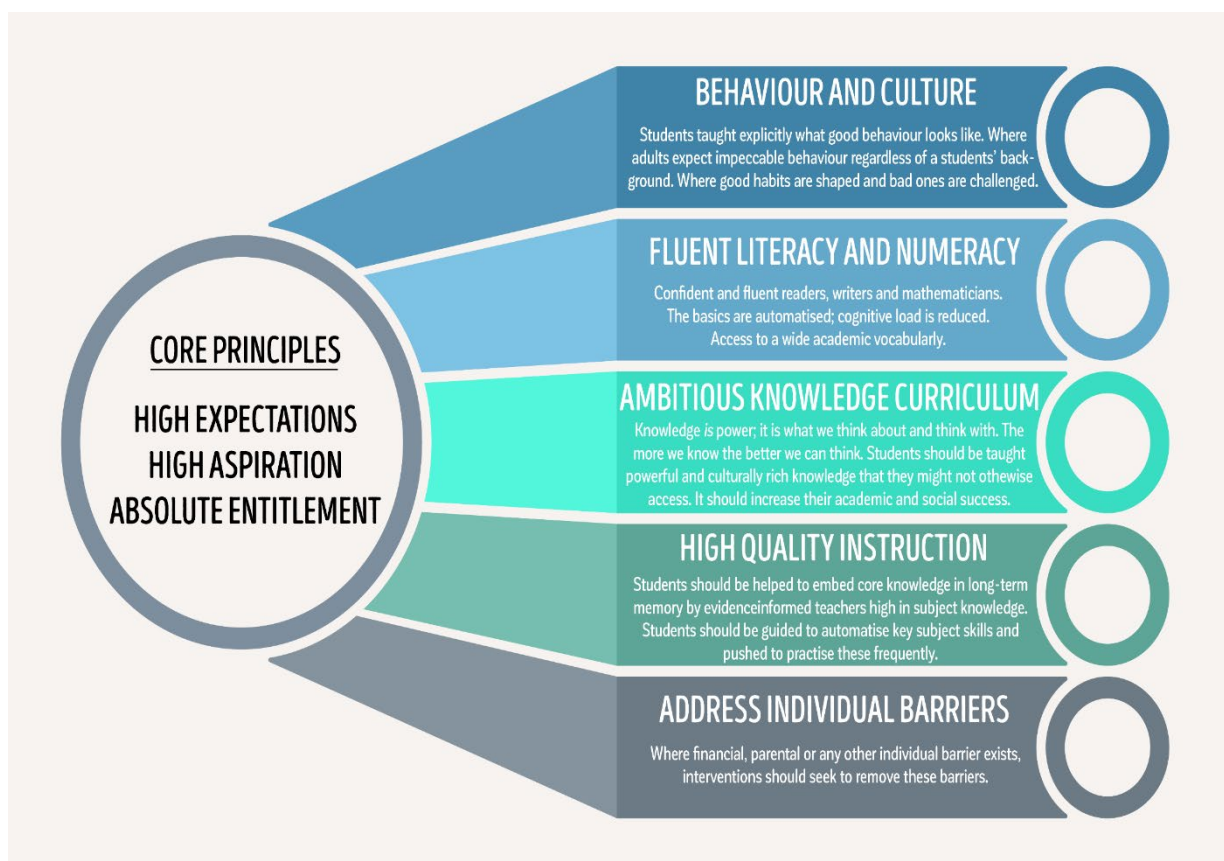 CORE PRINCIPLES
HIGH EXPECTATIONS
HIGH ASPIRATION
ABSOLUTE ENTITLEMENT
BEHAVIOUR AND CULTURE
Students taught explicitly what good behaviour looks like. Where
adults expect impeccable behaviour regardless of a students' back-
ground. Where good habits are shaped and bad ones are challenged.
FLUENT LITERACY AND NUMERACY
Confident and fluent readers, writers and mathematicians.
The basics are automatised; cognitive load is reduced.
Access to a wide academic vocabularly.
AMBITIOUS KNOWLEDGE CURRICULUM
Knowledge is power; it is what we think about and think with. The
more we know the better we can think. Students should be taught
powerful and culturally rich knowledge that they might not othewise
access. It should increase their academic and social success.
HIGH QUALITY INSTRUCTION
Students should be helped to embed core knowledge in long-term
memory by evidenceinformed teachers high in subject knowledge.
Students should be guided to automatise key subject skills and
pushed to practise these frequently.
ADDRESS INDIVIDUAL BARRIERS
Where financial, parental or any other individual barrier exists,
interventions should seek to remove these barriers.